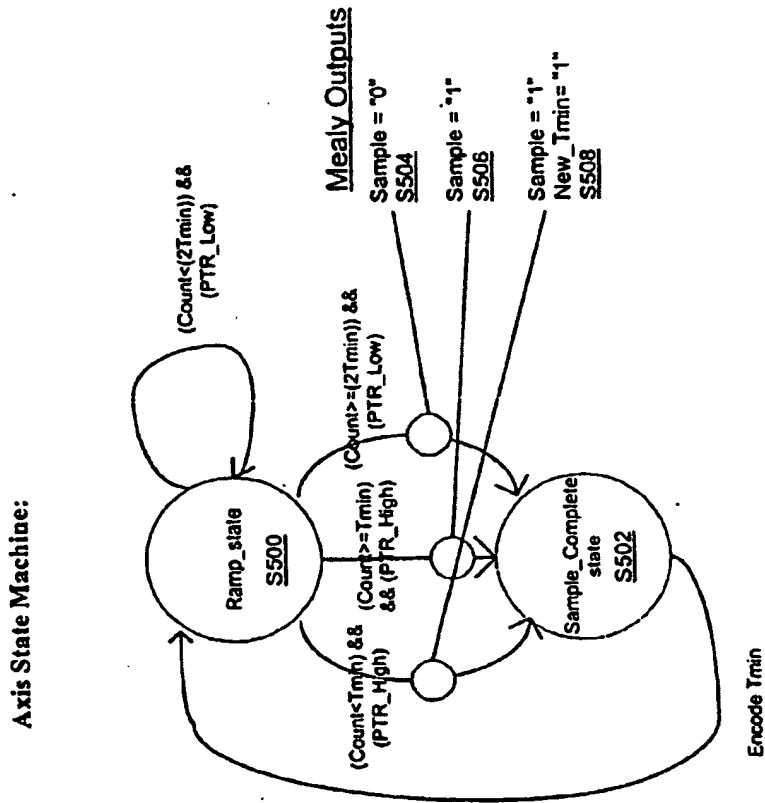 Axis State Machine:
(Count<(2Tmin)) &&
(PTR_Low)
Ramp_state
S500
(Count>=(2Tmin)) &&
(PTR_Low)
(Count>=Tmin)
&& (PTR_High)
(Count<Tmin) &&
(PTR_High)
Mealy Outputs
Sample = "0"
S504
Sample = "1"
S506
Sample = "1"
New_Tmin= "1"
S508
Sample_Complete
state
S502
Encode Tmin